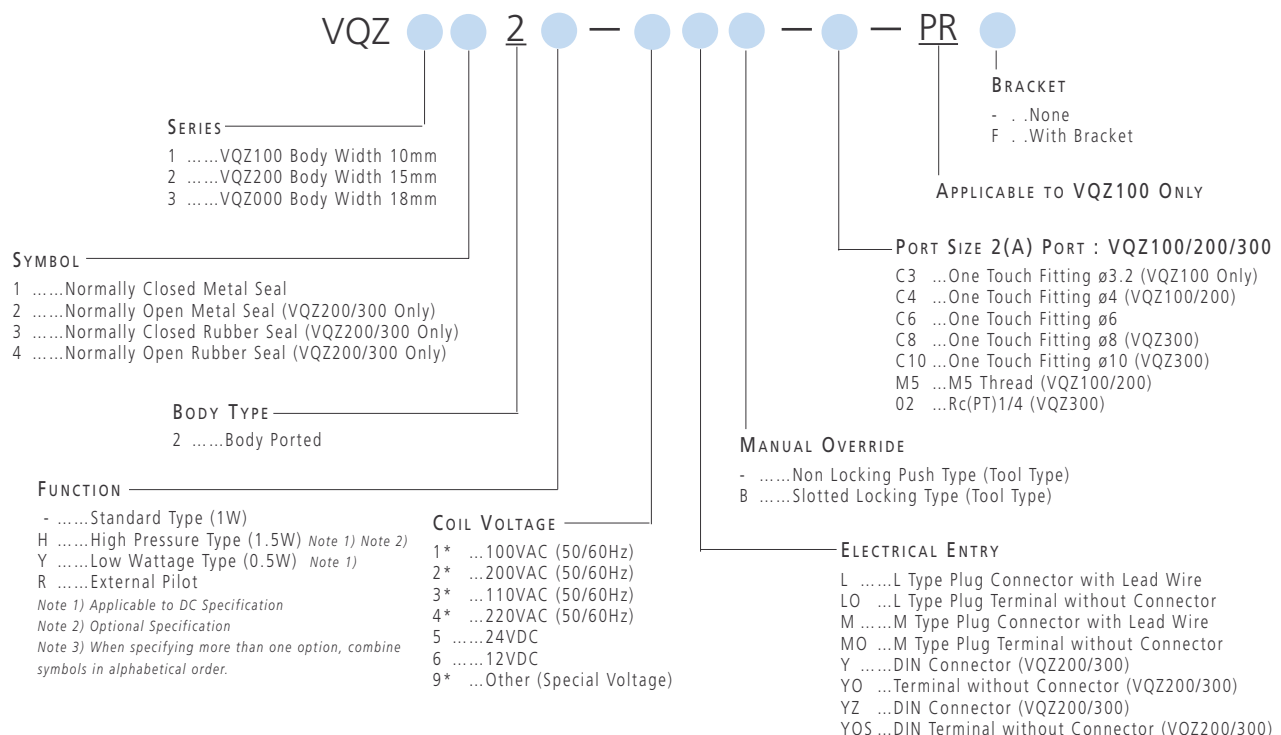 VQZ 2 — — — PR
BRACKET
- . .None
F . .With Bracket
SERIES
1 ......VQZ100 Body Width 10mm
2 ......VQZ200 Body Width 15mm
3 ......VQZ000 Body Width 18mm
APPLICABLE TO VQZ100 ONLY
SYMBOL
1 ......Normally Closed Metal Seal
2 ......Normally Open Metal Seal (VQZ200/300 Only)
3 ......Normally Closed Rubber Seal (VQZ200/300 Only)
4 ......Normally Open Rubber Seal (VQZ200/300 Only)
PORT SIZE 2(A) PORT : VQZ100/200/300
C3 ...One Touch Fitting ø3.2 (VQZ100 Only)
C4 ...One Touch Fitting ø4 (VQZ100/200)
C6 ...One Touch Fitting ø6
C8 ...One Touch Fitting ø8 (VQZ300)
C10 ...One Touch Fitting ø10 (VQZ300)
M5 ...M5 Thread (VQZ100/200)
02 ...Rc(PT)1/4 (VQZ300)
BODY TYPE
2 ......Body Ported
MANUAL OVERRIDE
- ......Non Locking Push Type (Tool Type)
B ......Slotted Locking Type (Tool Type)
FUNCTION
- ......Standard Type (1W)
H ......High Pressure Type (1.5W) Note 1) Note 2)
Y ......Low Wattage Type (0.5W) Note 1)
R ......External Pilot
Note 1) Applicable to DC Specification
Note 2) Optional Specification
Note 3) When specifying more than one option, combine
symbols in alphabetical order.
COIL VOLTAGE
1* ...100VAC (50/60Hz)
2* ...200VAC (50/60Hz)
3* ...110VAC (50/60Hz)
4* ...220VAC (50/60Hz)
5 ......24VDC
6 ......12VDC
9* ...Other (Special Voltage)
ELECTRICAL ENTRY
L ......L Type Plug Connector with Lead Wire
LO ...L Type Plug Terminal without Connector
M ......M Type Plug Connector with Lead Wire
MO ...M Type Plug Terminal without Connector
Y ......DIN Connector (VQZ200/300)
YO ...Terminal without Connector (VQZ200/300)
YZ ...DIN Connector (VQZ200/300)
YOS ...DIN Terminal without Connector (VQZ200/300)